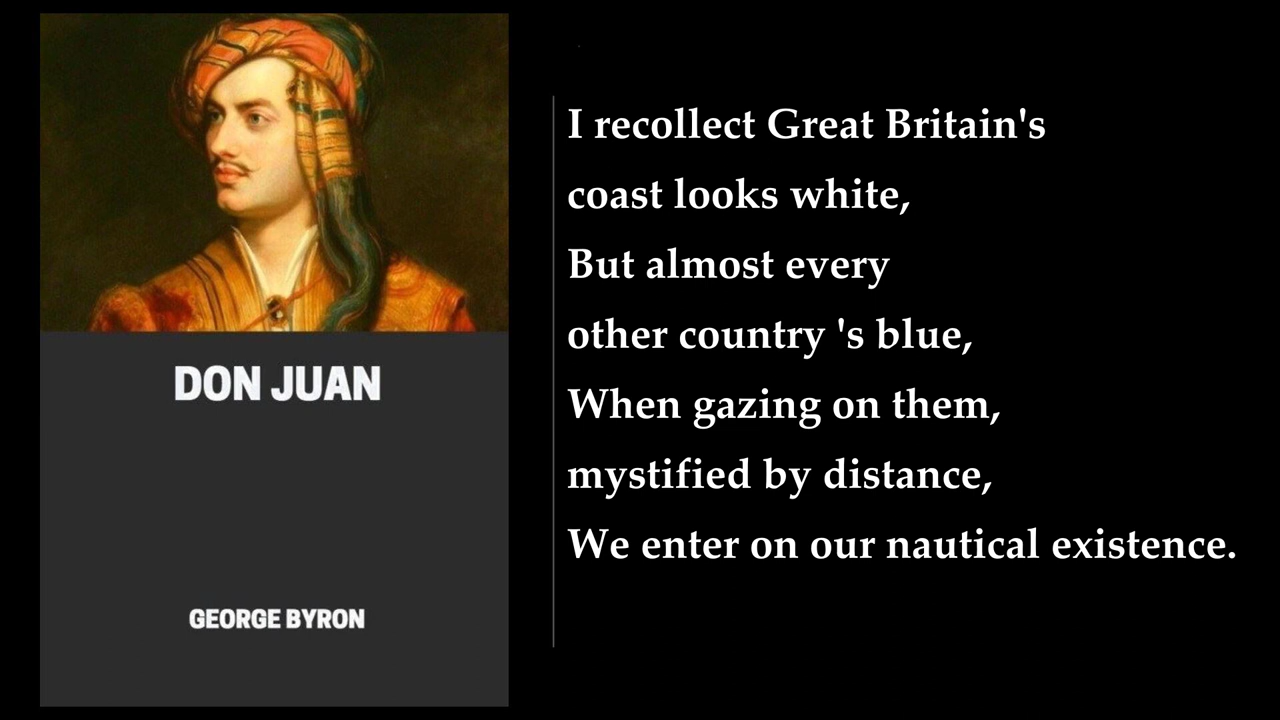 DON JUAN
GEORGE BYRON
I recollect Great Britain's
coast looks white,
But almost every
other country 's blue,
When gazing on them,
mystified by distance,
We enter on our nautical existence.